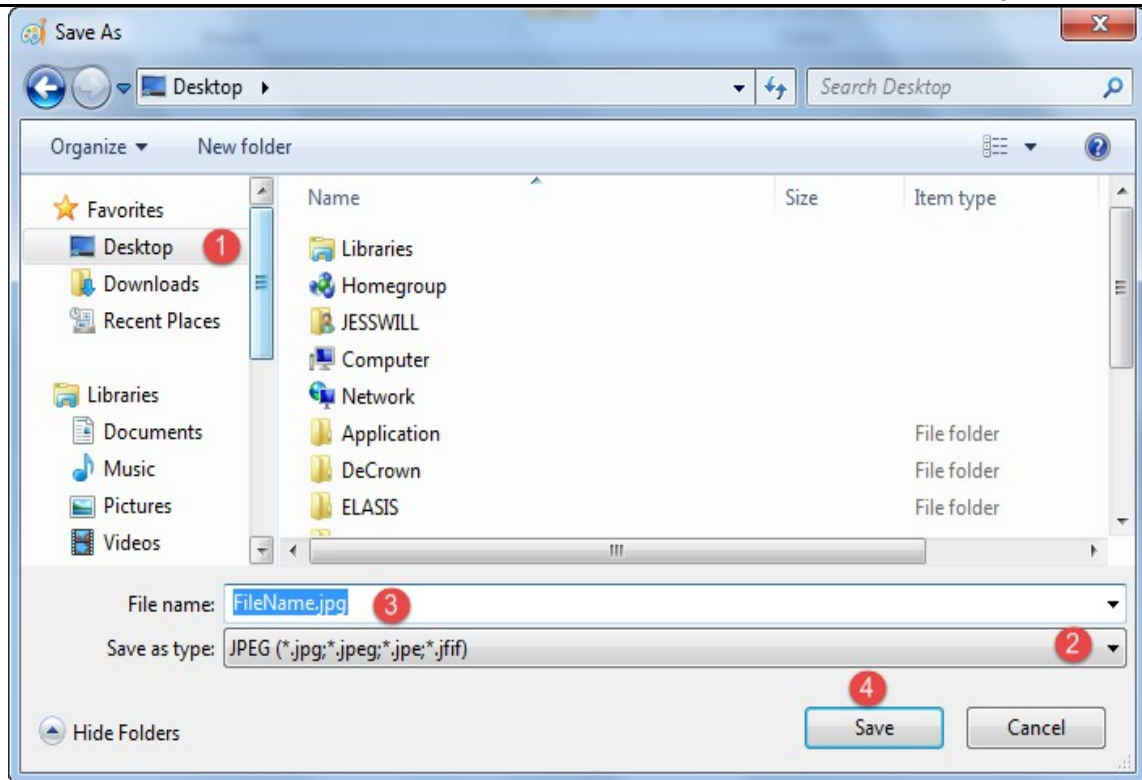 Save As
Desktop
Search Desktop
Organize
New folder
Favorites
Desktop 1
Downloads
Recent Places
Libraries
Documents
Music
Pictures
Videos
Name Size Item type
Libraries
Homegroup
JESSWILL
Computer
Network
Application File folder
DeCrown File folder
ELASIS File folder
File name: FileName.jpg 3
Save as type: JPEG (*.jpg;*.jpeg;*.jpe;*.jfif) 2
4
Hide Folders
Save
Cancel